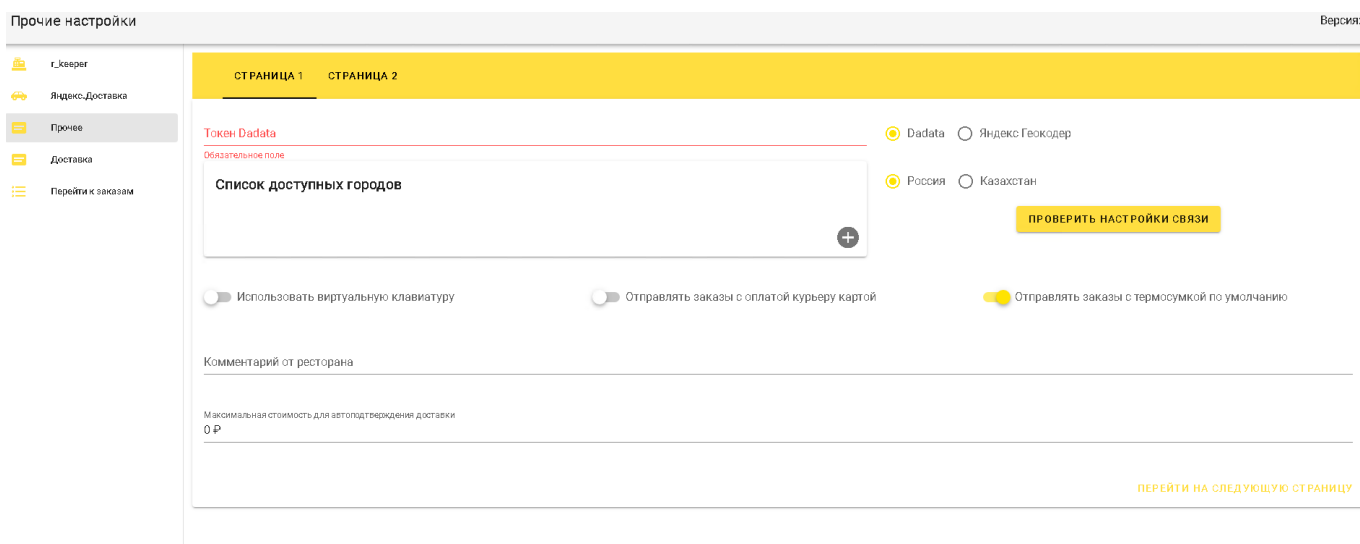 Прочие настройки
Версия:
r_keeper
Яндекс.Доставка
Прочее
Доставка
Перейти к заказам
СТРАНИЦА 1 СТРАНИЦА 2
Токен Dadata
Обязательное поле
Dadata Яндекс Геокодер
Список доступных городов
Россия Казахстан
ПРОВЕРИТЬ НАСТРОЙКИ СВЯЗИ
Использовать виртуальную клавиатуру
Отправлять заказы с оплатой курьеру картой
Отправлять заказы с термосумкой по умолчанию
Комментарий от ресторана
Максимальная стоимость для автоподтверждения доставки
0 ₽
ПЕРЕЙТИ НА СЛЕДУЮЩУЮ СТРАНИЦУ